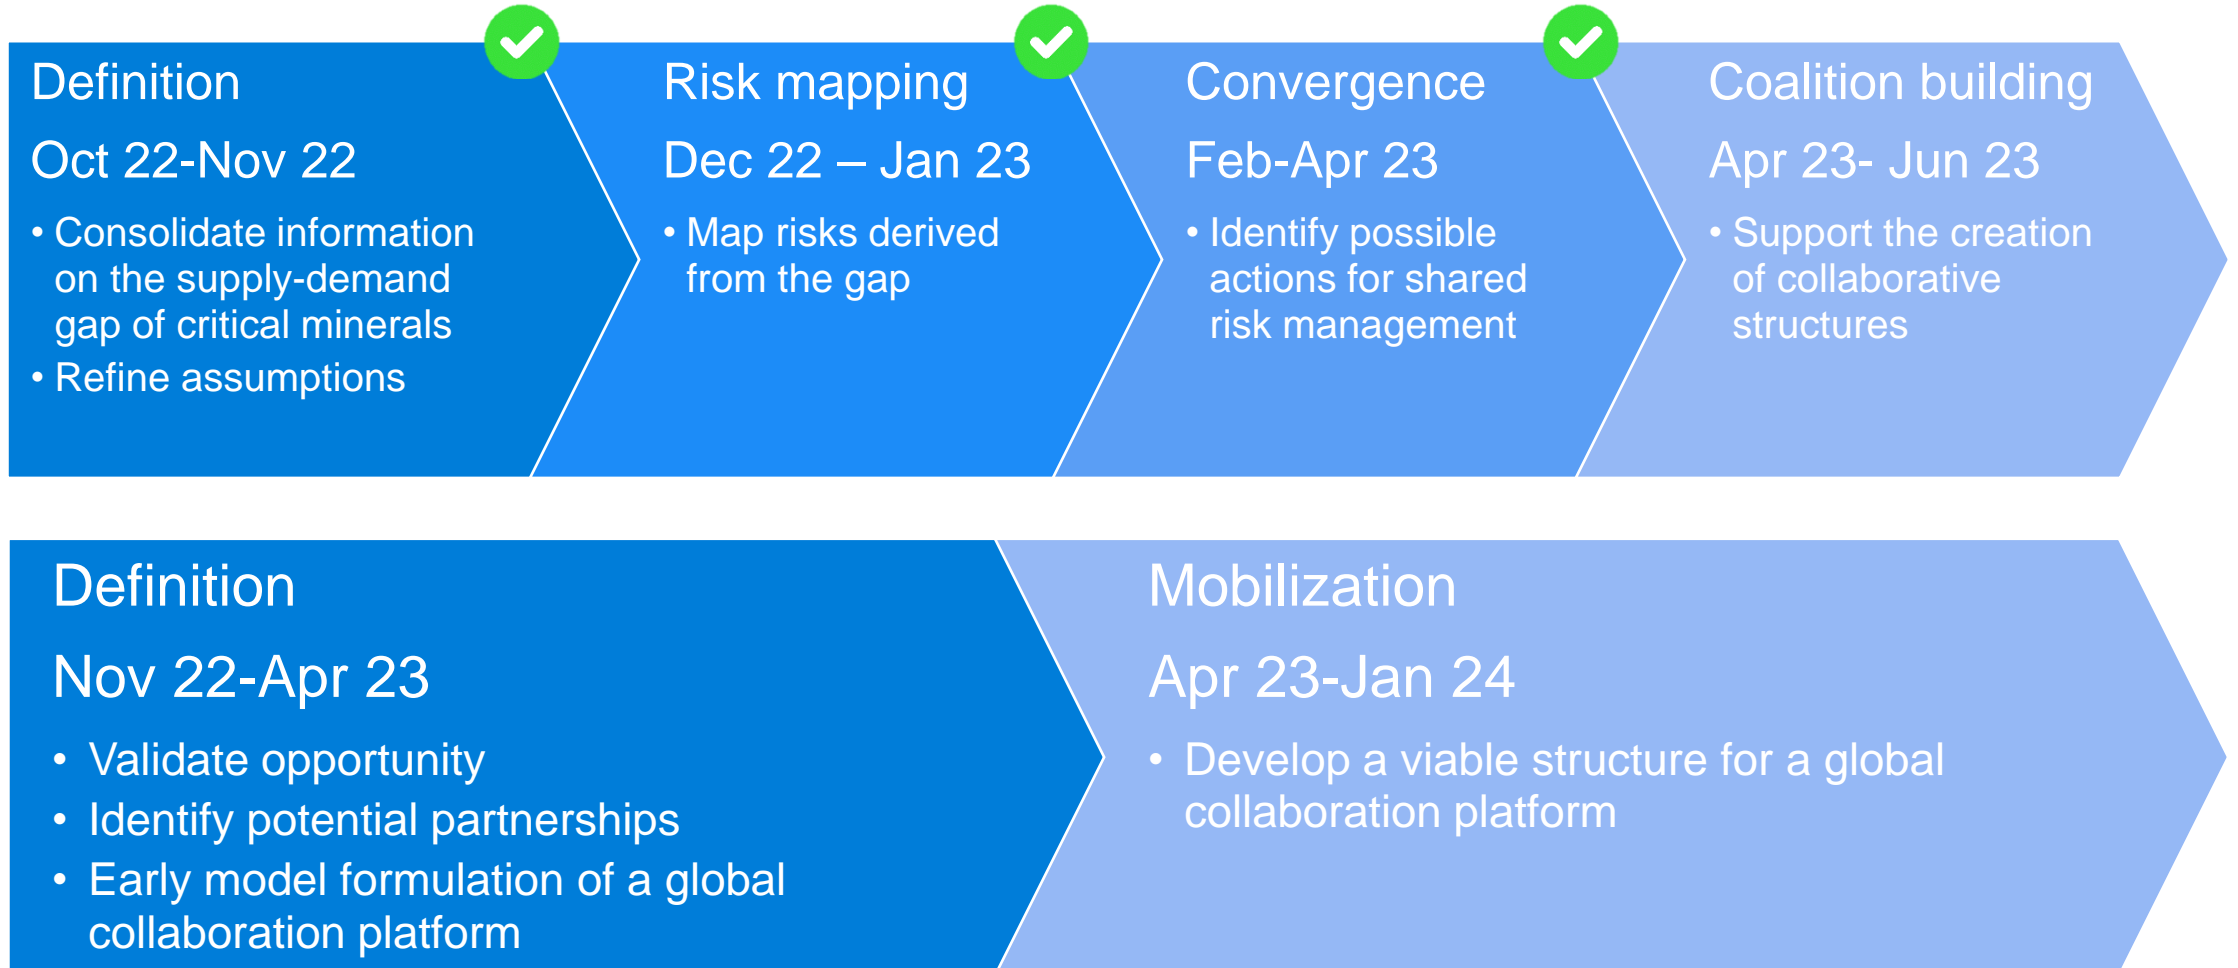 Definition
Oct 22-Nov 22
• Consolidate information
on the supply-demand
gap of critical minerals
• Refine assumptions
Risk mapping
Dec 22 – Jan 23
• Map risks derived
from the gap
Convergence
Feb-Apr 23
• Identify possible
actions for shared
risk management
Coalition building
Apr 23- Jun 23
• Support the creation
of collaborative
structures
Definition
Nov 22-Apr 23
• Validate opportunity
• Identify potential partnerships
• Early model formulation of a global
collaboration platform
Mobilization
Apr 23-Jan 24
• Develop a viable structure for a global
collaboration platform